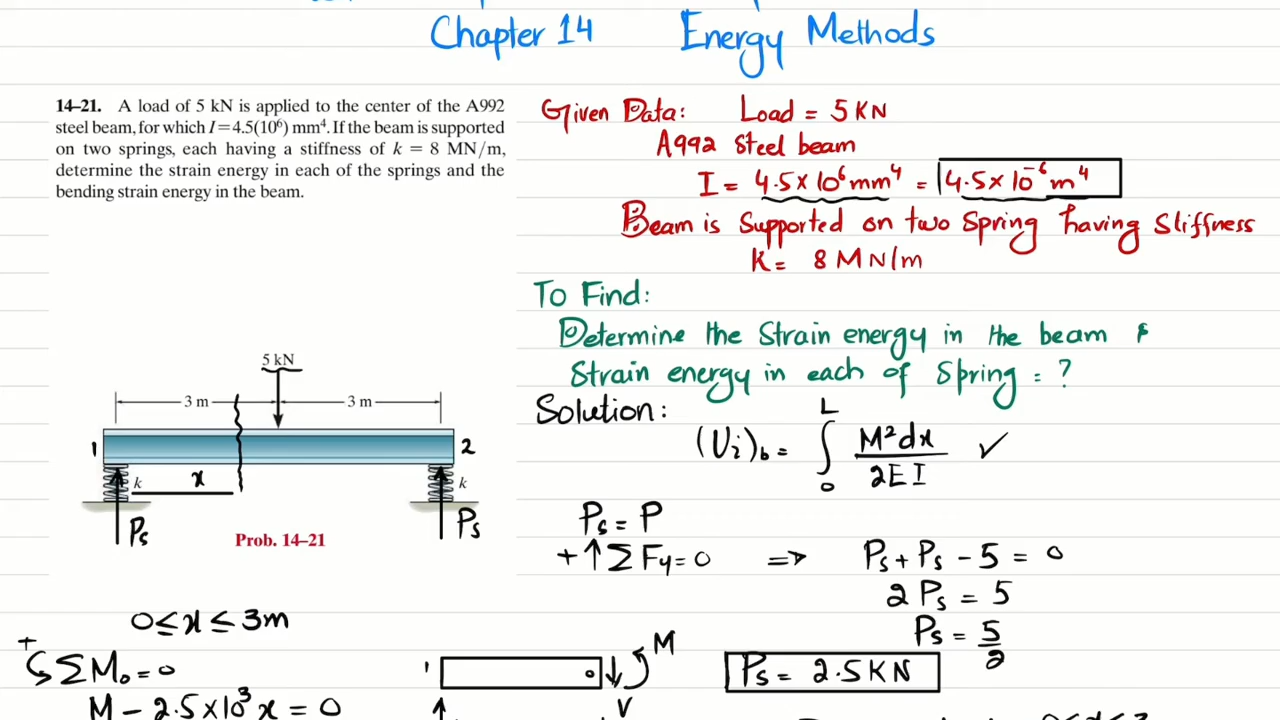 Chapter 14 Energy Methods
14–21. A load of 5 kN is applied to the center of the A992
steel beam, for which I = 4.5(10⁶) mm⁴. If the beam is supported
on two springs, each having a stiffness of k = 8 MN/m,
determine the strain energy in each of the springs and the
bending strain energy in the beam.
Given Data: Load = 5 KN
A992 Steel beam
I = 4.5×10⁶ mm⁴ = 4.5×10⁻⁶ m⁴
Beam is Supported on two Spring having Sliffness
K = 8 MN/m
To Find:
Determine the Strain energy in the beam &
Strain energy in each of Spring = ?
Solution:
(Ui)b = ∫₀ᴸ M²dx / 2EI ✓
5 kN
3 m 3 m
1 2
k x k
Ps Ps
Prob. 14–21
Ps = P
+↑ΣFy = 0 => Ps + Ps - 5 = 0
2 Ps = 5
Ps = 5/2
Ps = 2.5 KN
0 ≤ x ≤ 3m
+ ΣMo = 0
M - 2.5×10³ x = 0
1 o M
V